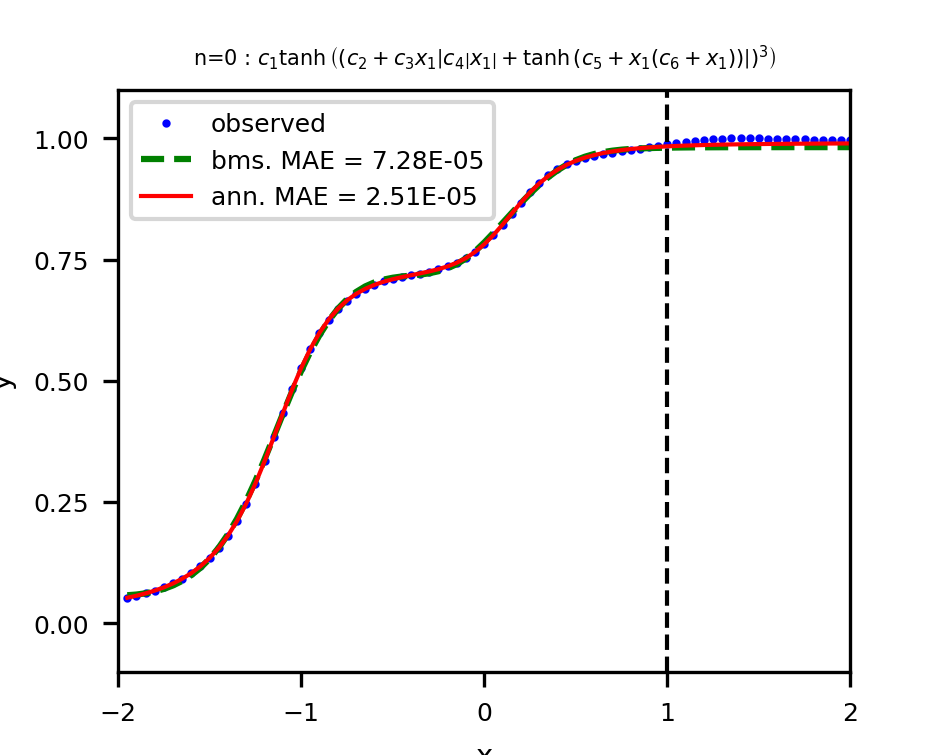 n=0 : c₁tanh ((c₂ + c₃x₁|c₄|x₁| + tanh (c₅ + x₁(c₆ + x₁))|)³)
observed
bms. MAE = 7.28E-05
ann. MAE = 2.51E-05
1.00
0.75
0.50
0.25
0.00
y
−2
−1
0
1
2
x